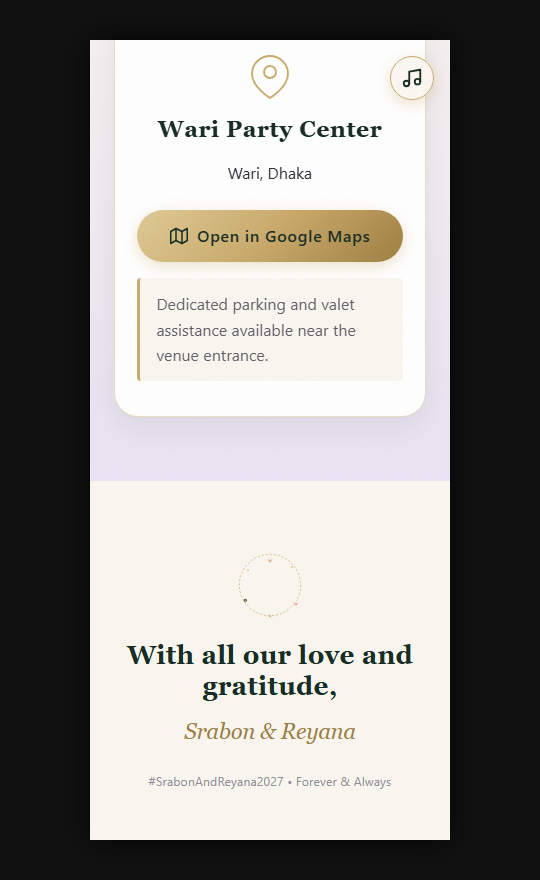 Wari Party Center
Wari, Dhaka
Open in Google Maps
Dedicated parking and valet
assistance available near the
venue entrance.
With all our love and
gratitude,
Srabon & Reyana
#SrabonAndReyana2027 • Forever & Always